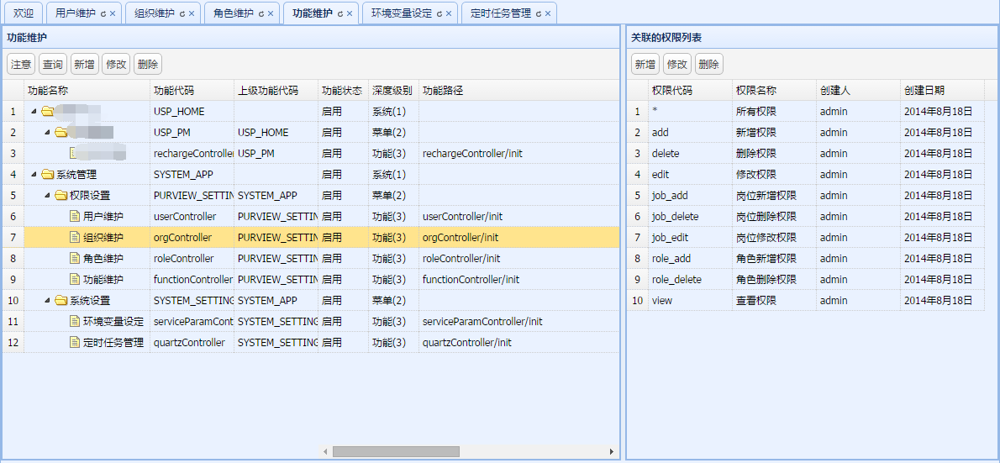 欢迎 用户维护 组织维护 角色维护 功能维护 环境变量设定 定时任务管理
功能维护
注意 查询 新增 修改 删除
功能名称 功能代码 上级功能代码 功能状态 深度级别 功能路径
1 USP_HOME 启用 系统(1)
2 USP_PM USP_HOME 启用 菜单(2)
3 rechargeController USP_PM 启用 功能(3) rechargeController/init
4 系统管理 SYSTEM_APP 启用 系统(1)
5 权限设置 PURVIEW_SETTIN SYSTEM_APP 启用 菜单(2)
6 用户维护 userController PURVIEW_SETTIN 启用 功能(3) userController/init
7 组织维护 orgController PURVIEW_SETTIN 启用 功能(3) orgController/init
8 角色维护 roleController PURVIEW_SETTIN 启用 功能(3) roleController/init
9 功能维护 functionController PURVIEW_SETTIN 启用 功能(3) functionController/init
10 系统设置 SYSTEM_SETTING SYSTEM_APP 启用 菜单(2)
11 环境变量设定 serviceParamCont SYSTEM_SETTING 启用 功能(3) serviceParamController/init
12 定时任务管理 quartzController SYSTEM_SETTING 启用 功能(3) quartzController/init
关联的权限列表
新增 修改 删除
权限代码 权限名称 创建人 创建日期
1 * 所有权限 admin 2014年8月18日
2 add 新增权限 admin 2014年8月18日
3 delete 删除权限 admin 2014年8月18日
4 edit 修改权限 admin 2014年8月18日
5 job_add 岗位新增权限 admin 2014年8月18日
6 job_delete 岗位删除权限 admin 2014年8月18日
7 job_edit 岗位修改权限 admin 2014年8月18日
8 role_add 角色新增权限 admin 2014年8月18日
9 role_delete 角色删除权限 admin 2014年8月18日
10 view 查看权限 admin 2014年8月18日